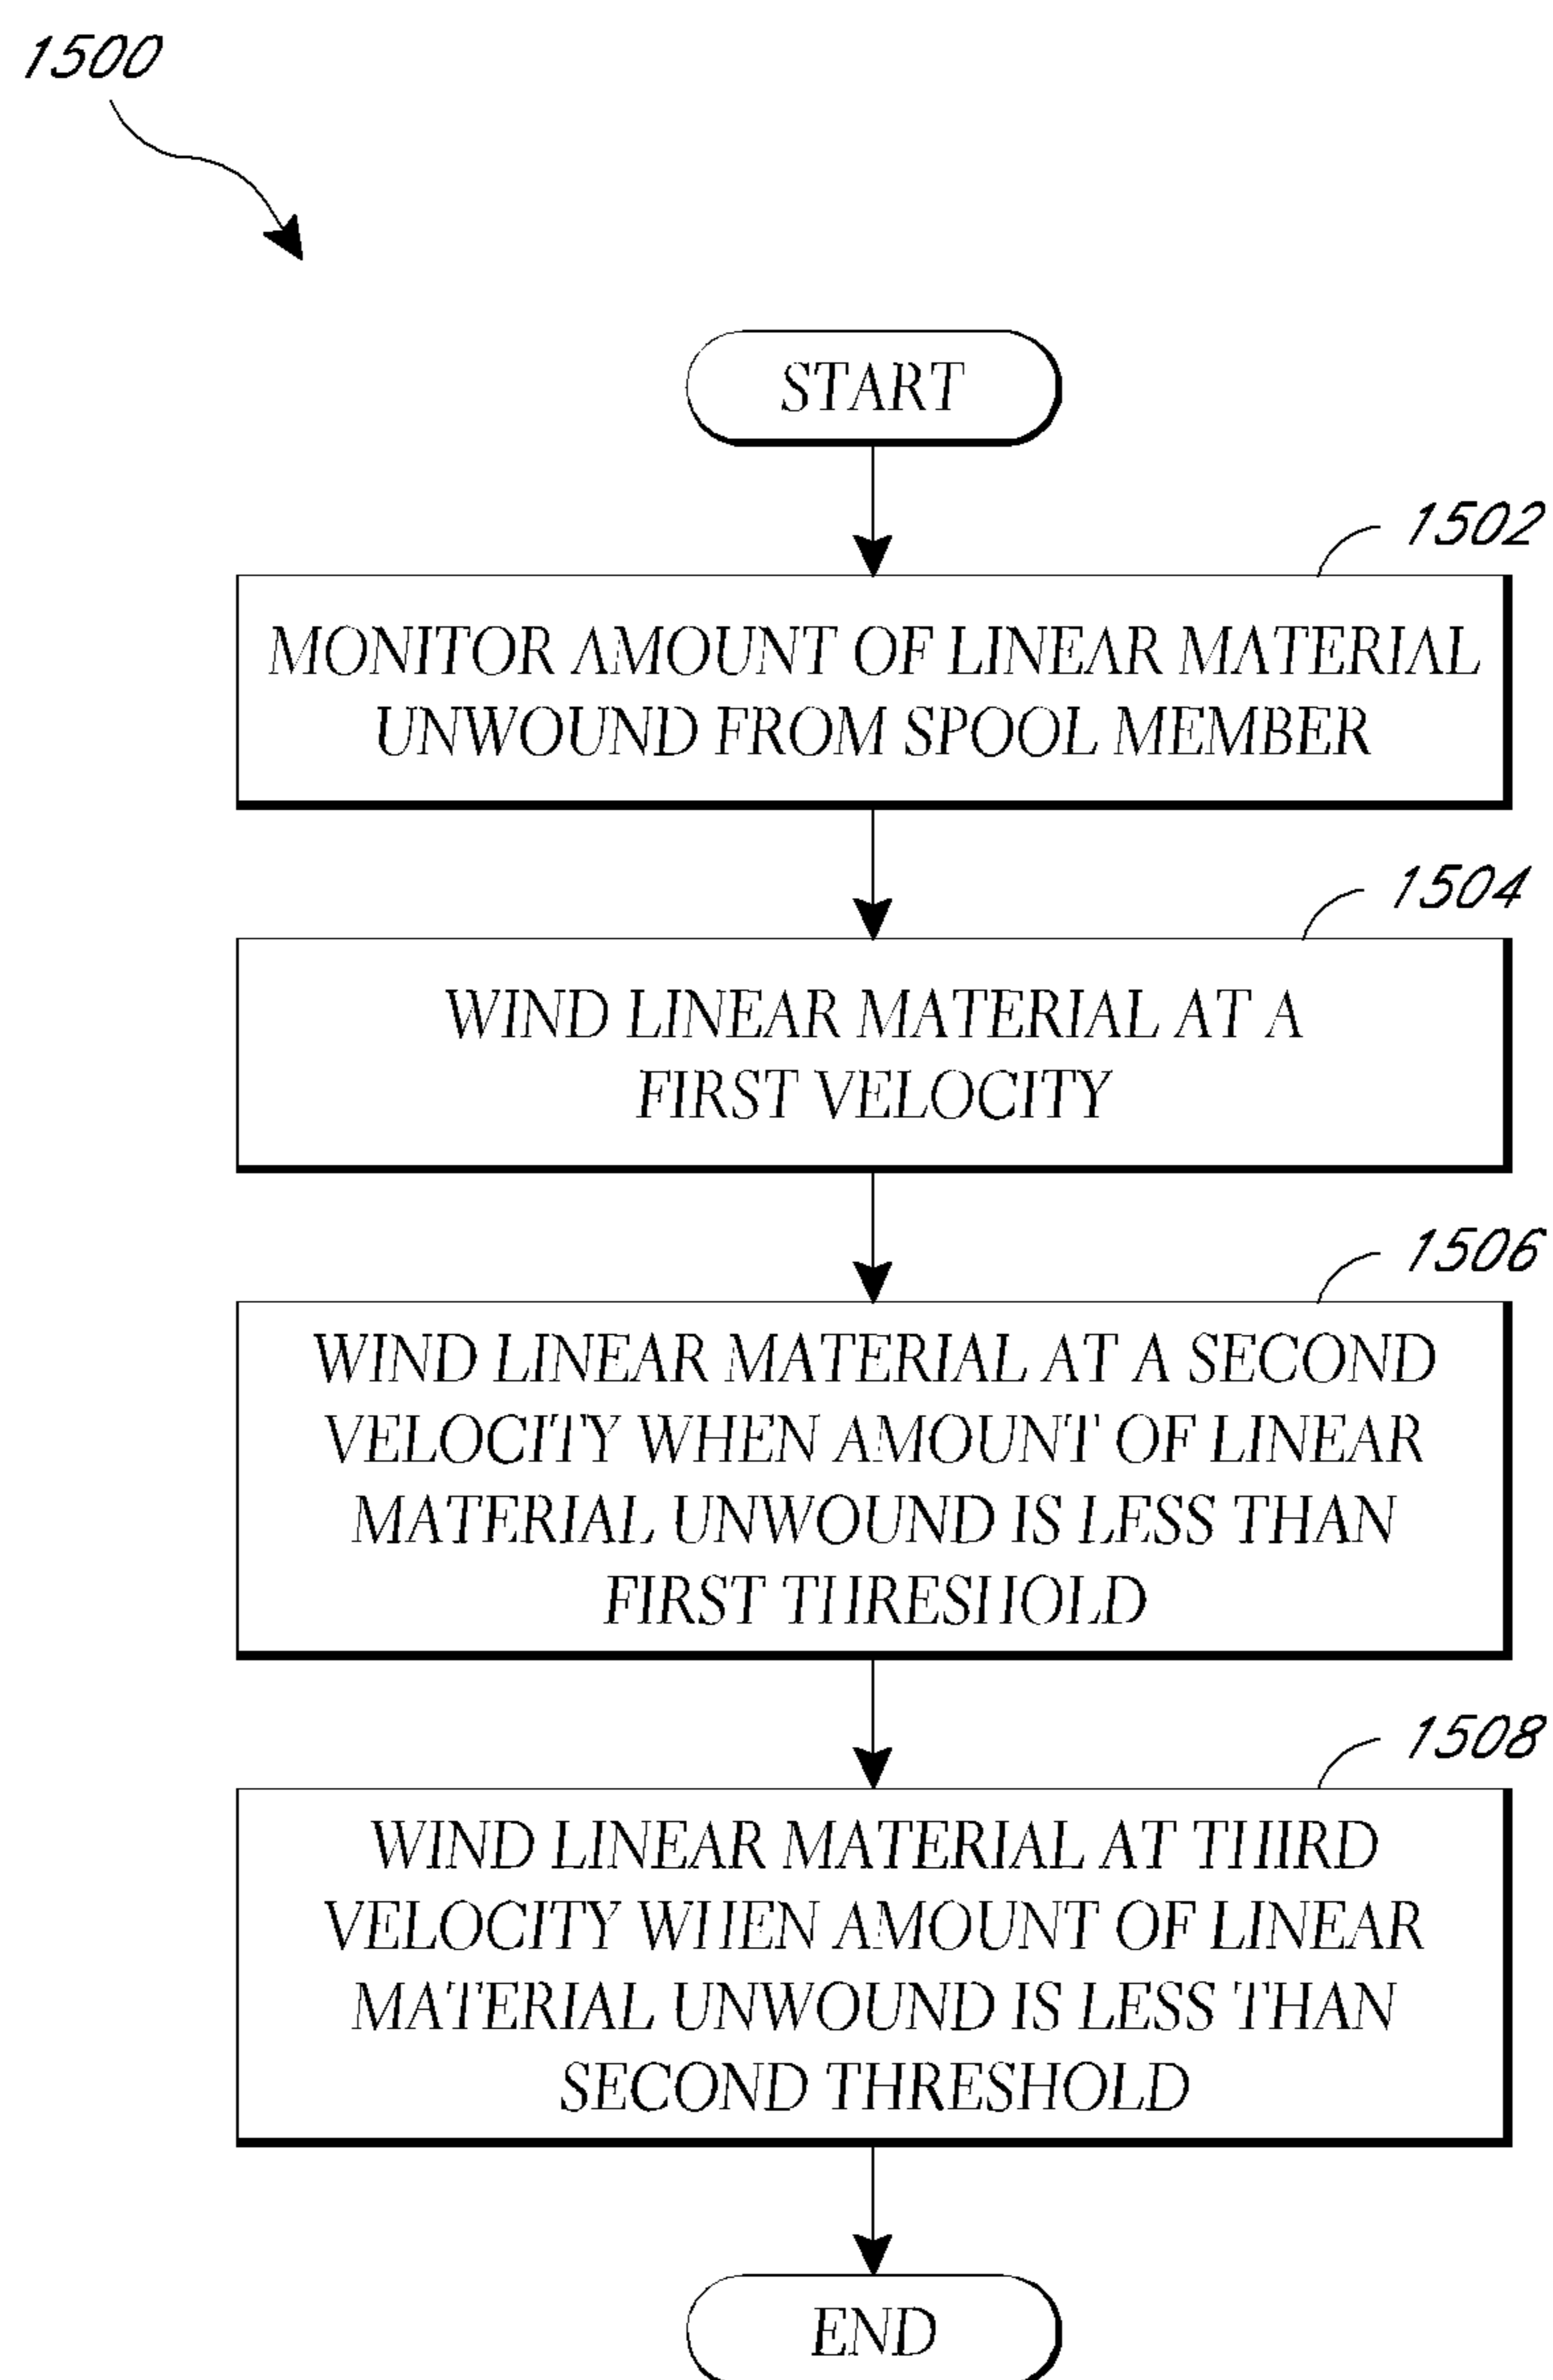 1500
START
1502
MONITOR AMOUNT OF LINEAR MATERIAL
UNWOUND FROM SPOOL MEMBER
1504
WIND LINEAR MATERIAL AT A
FIRST VELOCITY
1506
WIND LINEAR MATERIAL AT A SECOND
VELOCITY WHEN AMOUNT OF LINEAR
MATERIAL UNWOUND IS LESS THAN
FIRST THRESHOLD
1508
WIND LINEAR MATERIAL AT THIRD
VELOCITY WHEN AMOUNT OF LINEAR
MATERIAL UNWOUND IS LESS THAN
SECOND THRESHOLD
END